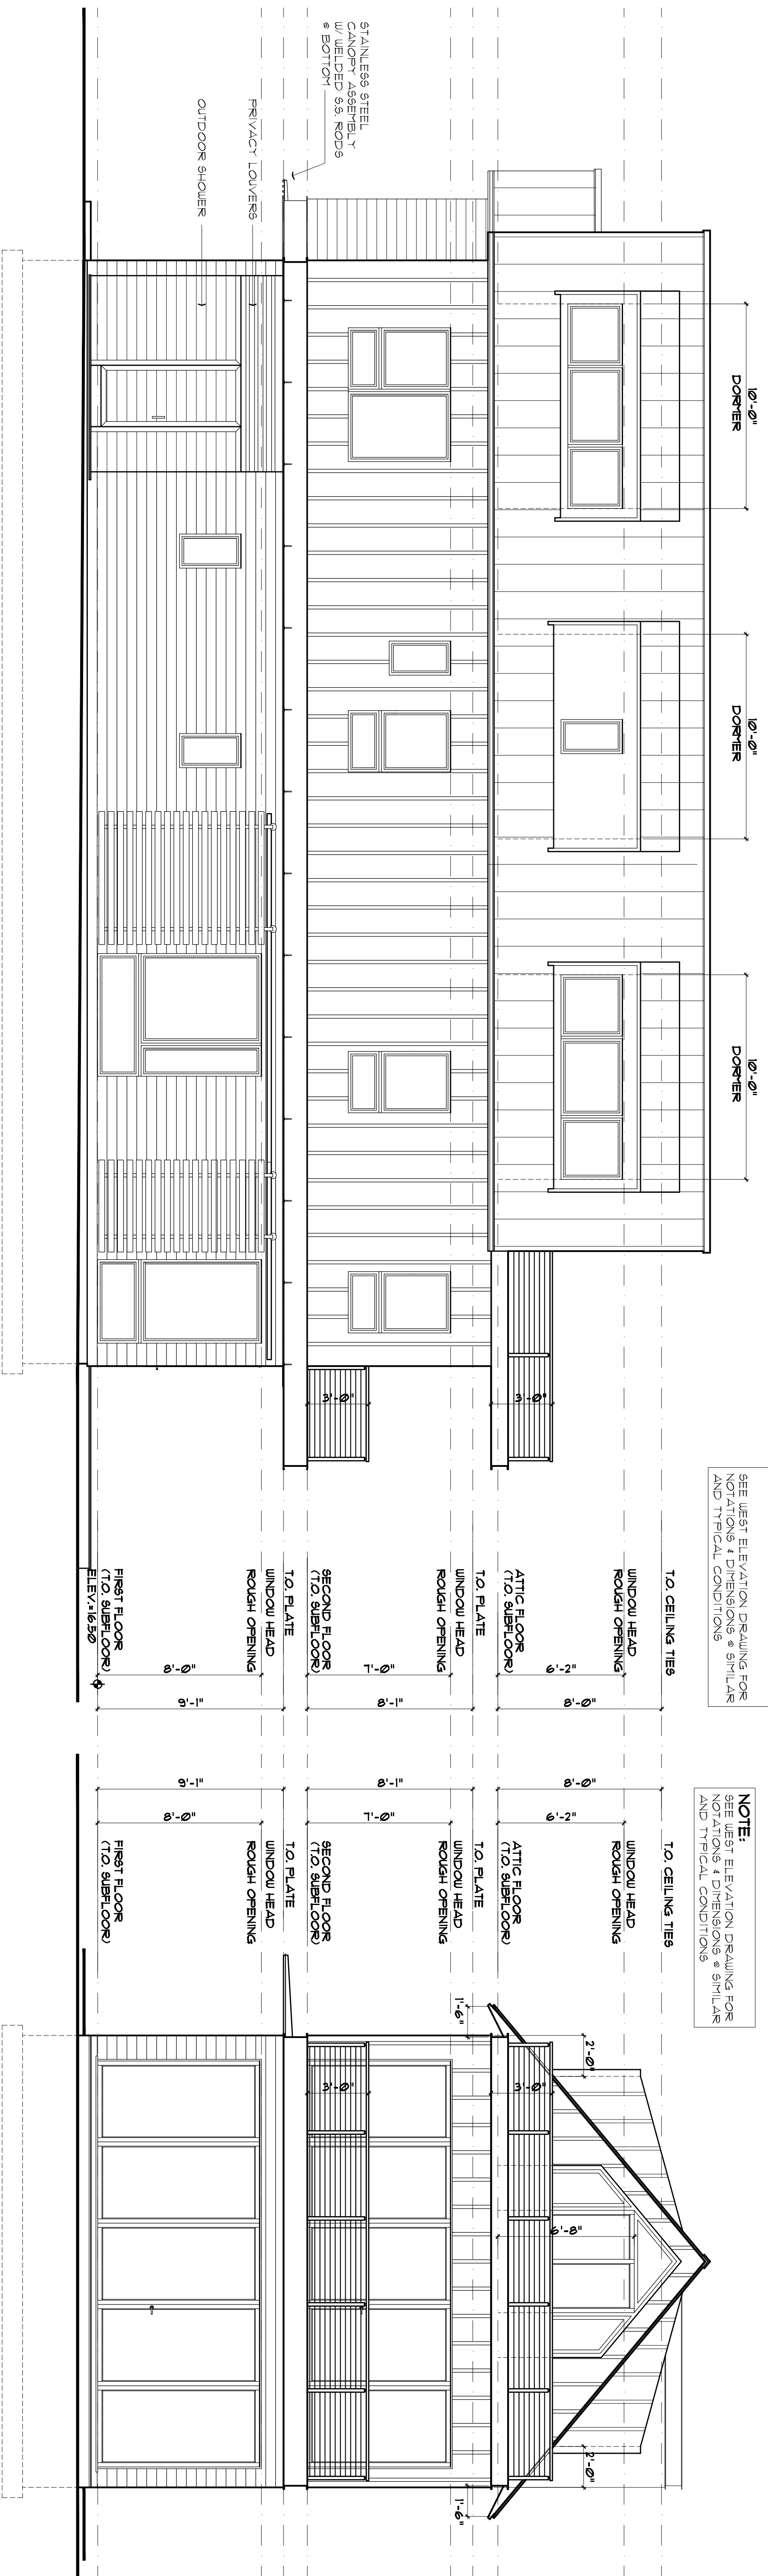 STAINLESS STEEL
CANOPY ASSEMBLY
W/ WELDED S.S. RODS
@ BOTTOM
PRIVACY LOUVERS
OUTDOOR SHOWER
10'-0"
DORMER
10'-0"
DORMER
10'-0"
DORMER
3'-0"
3'-0"
SEE WEST ELEVATION DRAWING FOR
NOTATIONS & DIMENSIONS @ SIMILAR
AND TYPICAL CONDITIONS
T.O. CEILING TIES
WINDOW HEAD
ROUGH OPENING
ATTIC FLOOR
(T.O. SUBFLOOR)
T.O. PLATE
WINDOW HEAD
ROUGH OPENING
SECOND FLOOR
(T.O. SUBFLOOR)
T.O. PLATE
WINDOW HEAD
ROUGH OPENING
FIRST FLOOR
(T.O. SUBFLOOR)
ELEV.=16.50
6'-2"
8'-0"
7'-0"
8'-1"
8'-0"
9'-1"
NOTE:
SEE WEST ELEVATION DRAWING FOR
NOTATIONS & DIMENSIONS @ SIMILAR
AND TYPICAL CONDITIONS
8'-0"
6'-2"
8'-1"
7'-0"
9'-1"
8'-0"
T.O. CEILING TIES
WINDOW HEAD
ROUGH OPENING
ATTIC FLOOR
(T.O. SUBFLOOR)
T.O. PLATE
WINDOW HEAD
ROUGH OPENING
SECOND FLOOR
(T.O. SUBFLOOR)
T.O. PLATE
WINDOW HEAD
ROUGH OPENING
FIRST FLOOR
(T.O. SUBFLOOR)
1'-6"
2'-0"
3'-0"
3'-0"
6'-8"
2'-0"
1'-6"